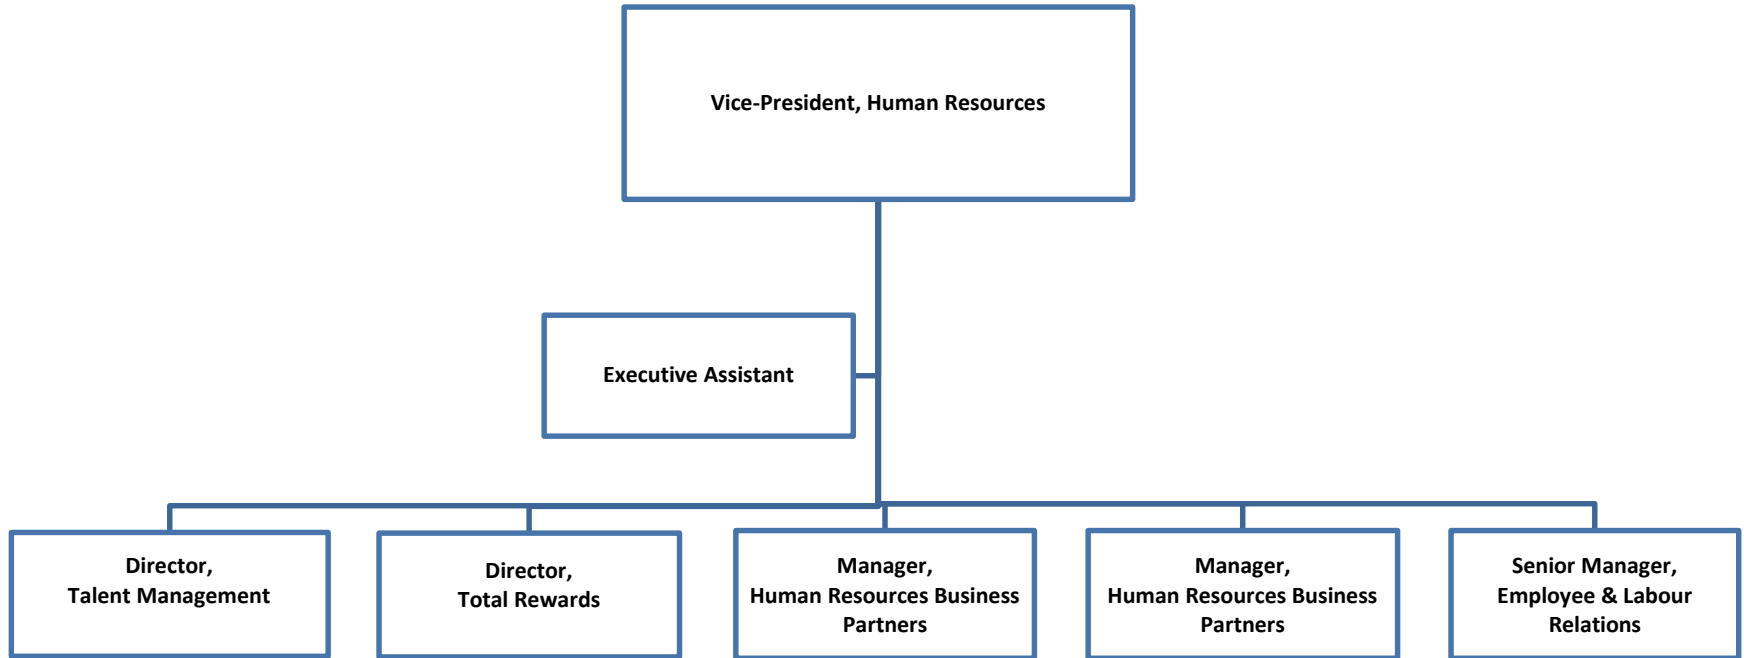 Vice-President, Human Resources
Executive Assistant
Director,
Talent Management
Director,
Total Rewards
Manager,
Human Resources Business
Partners
Manager,
Human Resources Business
Partners
Senior Manager,
Employee & Labour
Relations